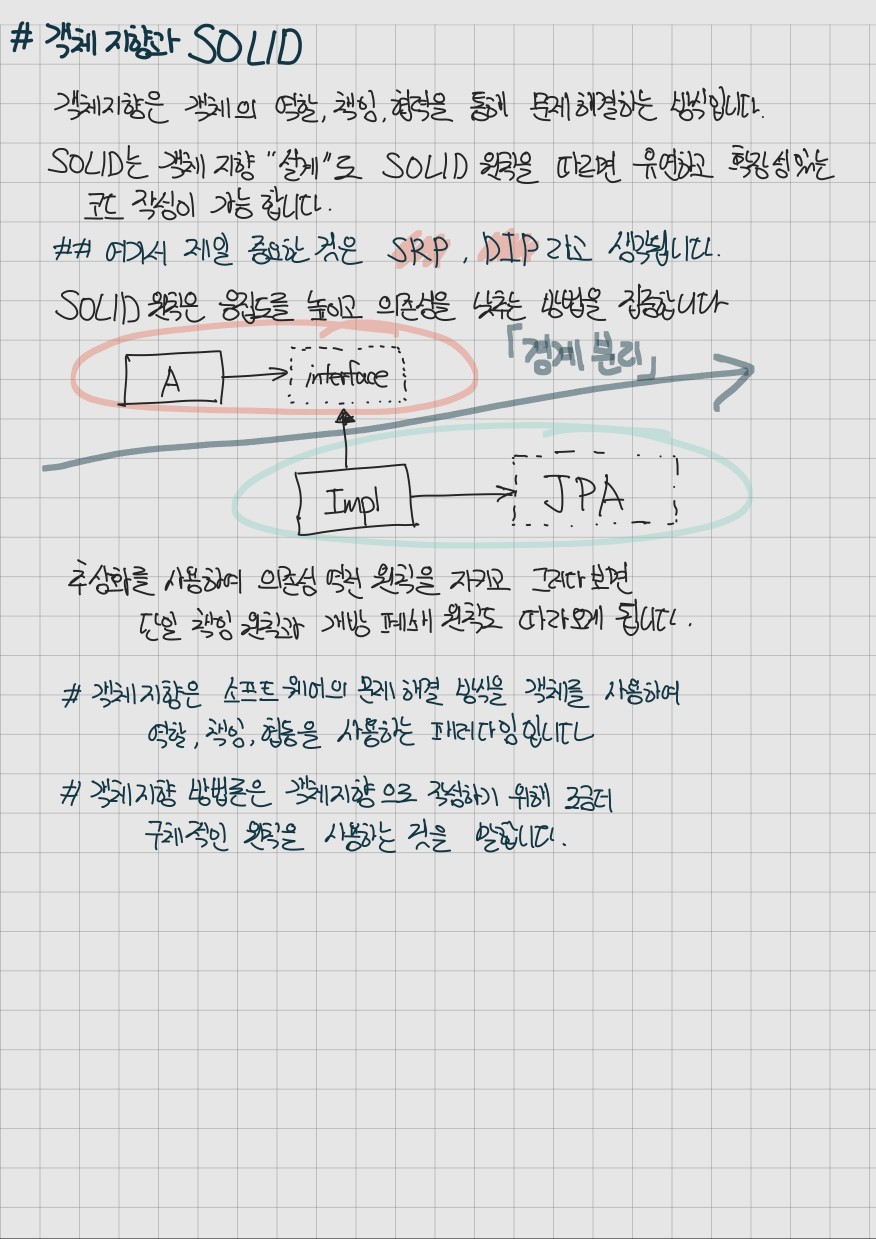 # 객체 지향과 SOLID
객체지향은 객체의 역할, 책임, 협력을 통해 문제해결하는 방식입니다.
SOLID는 객체 지향 "설계"로 SOLID 원칙을 따르면 유연하고 확장성있는
코드 작성이 가능 합니다.
## 여기서 제일 중요한것은 SRP, DIP라고 생각됩니다.
SOLID 원칙은 응집도를 높이고 의존성을 낮추는 방법을 집중합니다
「경계 분리」
A
interface
Impl
JPA
추상화를 사용하여 의존성 역전 원칙을 지키고 그러다보면
단일 책임 원칙과 개방 폐쇄 원칙도 따라오게 됩니다.
# 객체지향은 소프트웨어의 문제해결 방식을 객체를 사용하여
역할, 책임, 협동을 사용하는 패러다임입니다
# 객체지향 방법론은 객체지향으로 작성하기 위해 조금더
구체적인 원칙을 사용하는 것을 말합니다.